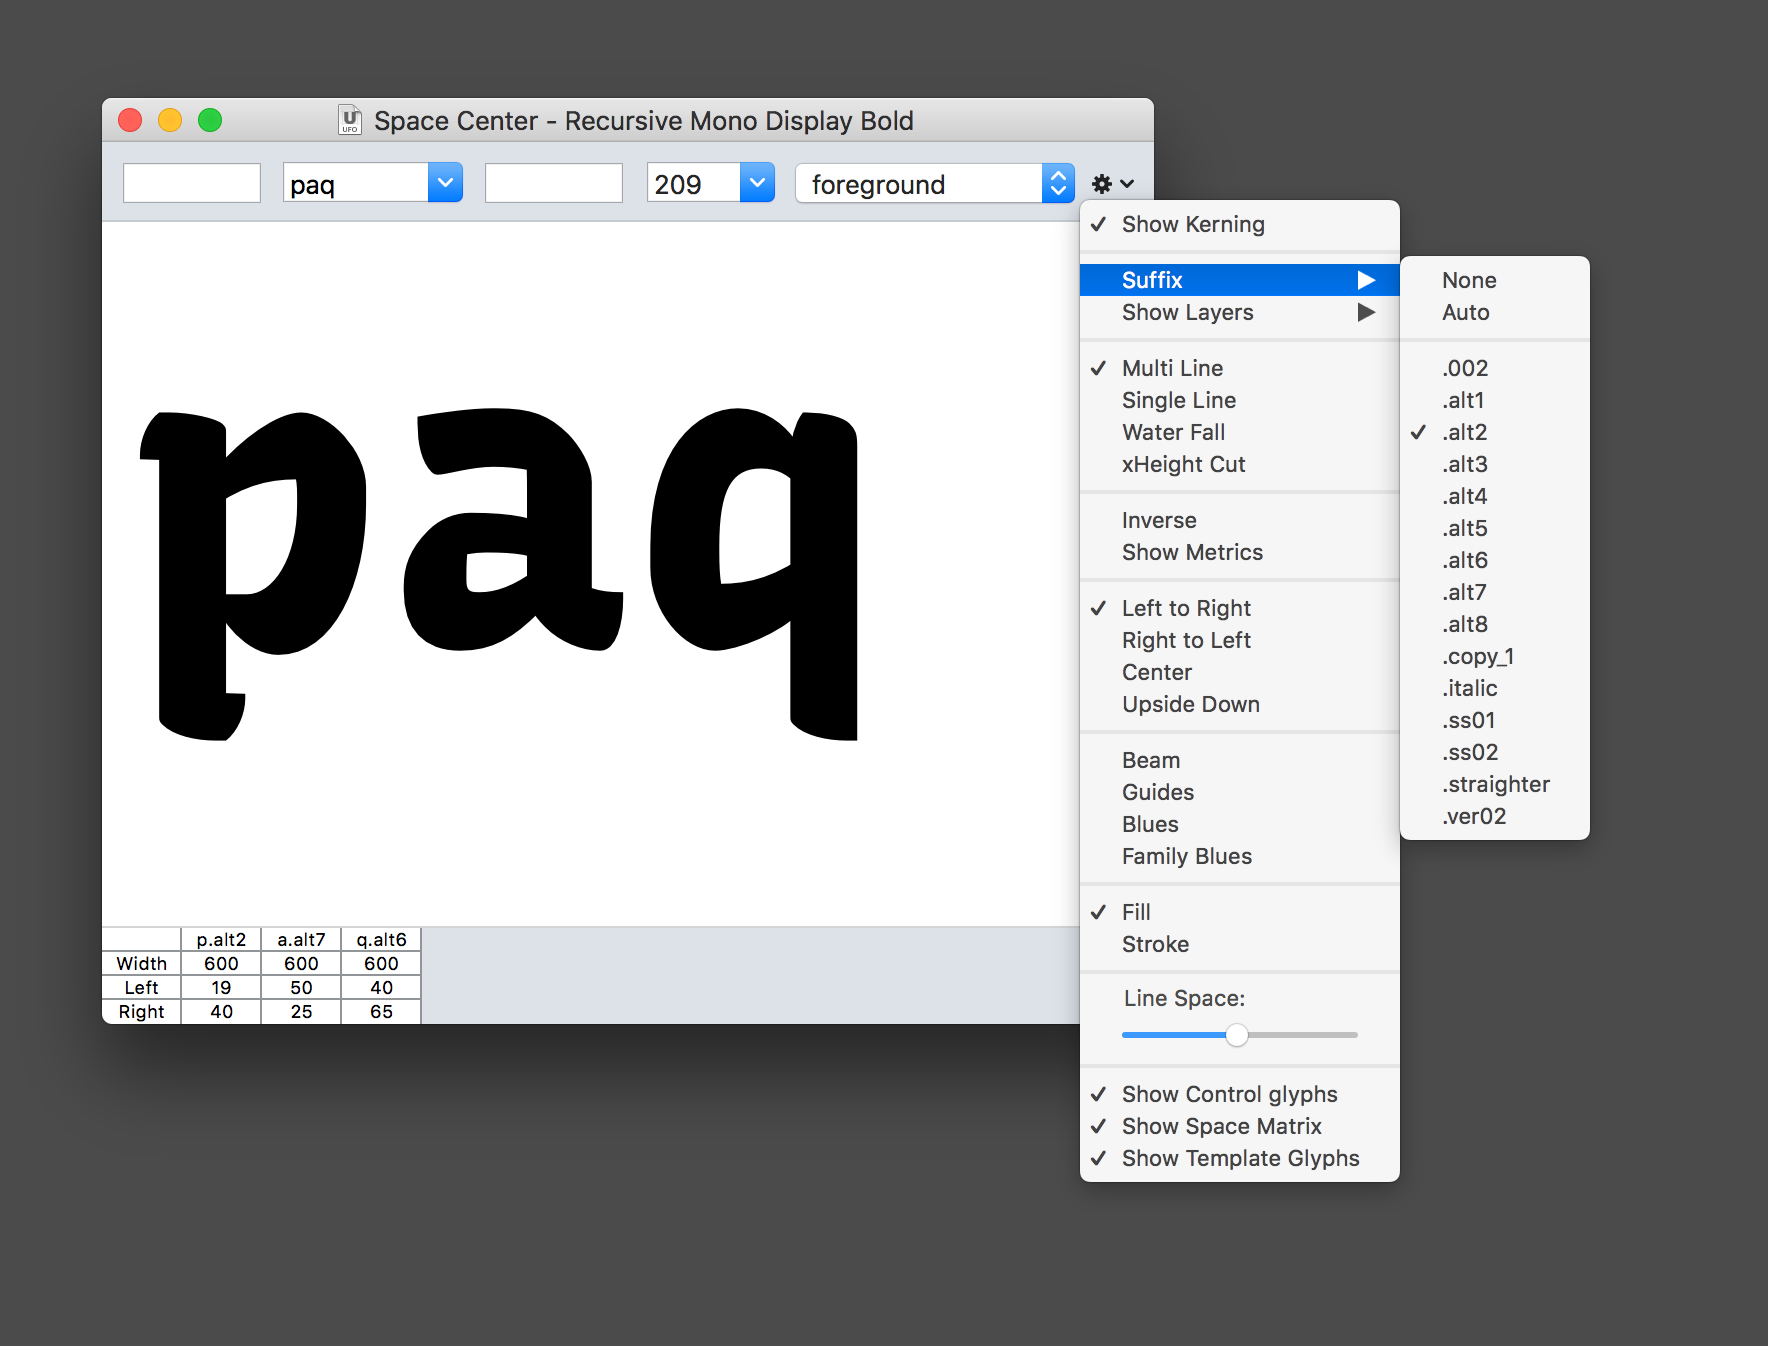 Space Center - Recursive Mono Display Bold
paq
209
foreground
paq
p.alt2 a.alt7 q.alt6
Width 600 600 600
Left 19 50 40
Right 40 25 65
Show Kerning
Suffix
Show Layers
Multi Line
Single Line
Water Fall
xHeight Cut
Inverse
Show Metrics
Left to Right
Right to Left
Center
Upside Down
Beam
Guides
Blues
Family Blues
Fill
Stroke
Line Space:
Show Control glyphs
Show Space Matrix
Show Template Glyphs
None
Auto
.002
.alt1
.alt2
.alt3
.alt4
.alt5
.alt6
.alt7
.alt8
.copy_1
.italic
.ss01
.ss02
.straighter
.ver02
UFO